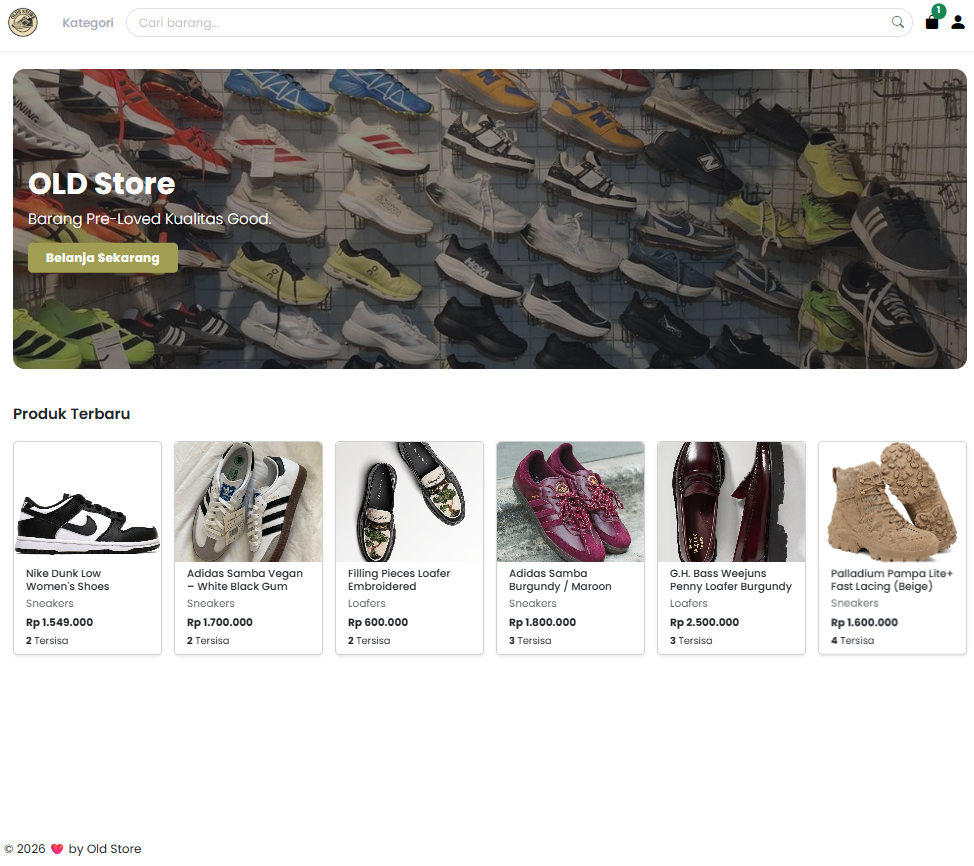 OLD STORE
Kategori
Cari barang...
1
OLD Store
Barang Pre-Loved Kualitas Good.
Belanja Sekarang
Produk Terbaru
Nike Dunk Low
Women's Shoes
Sneakers
Rp 1.549.000
2 Tersisa
Adidas Samba Vegan
– White Black Gum
Sneakers
Rp 1.700.000
2 Tersisa
Filling Pieces Loafer
Embroidered
Loafers
Rp 600.000
2 Tersisa
Adidas Samba
Burgundy / Maroon
Sneakers
Rp 1.800.000
3 Tersisa
G.H. Bass Weejuns
Penny Loafer Burgundy
Loafers
Rp 2.500.000
3 Tersisa
Palladium Pampa Lite+
Fast Lacing (Beige)
Sneakers
Rp 1.600.000
4 Tersisa
© 2026 ❤ by Old Store